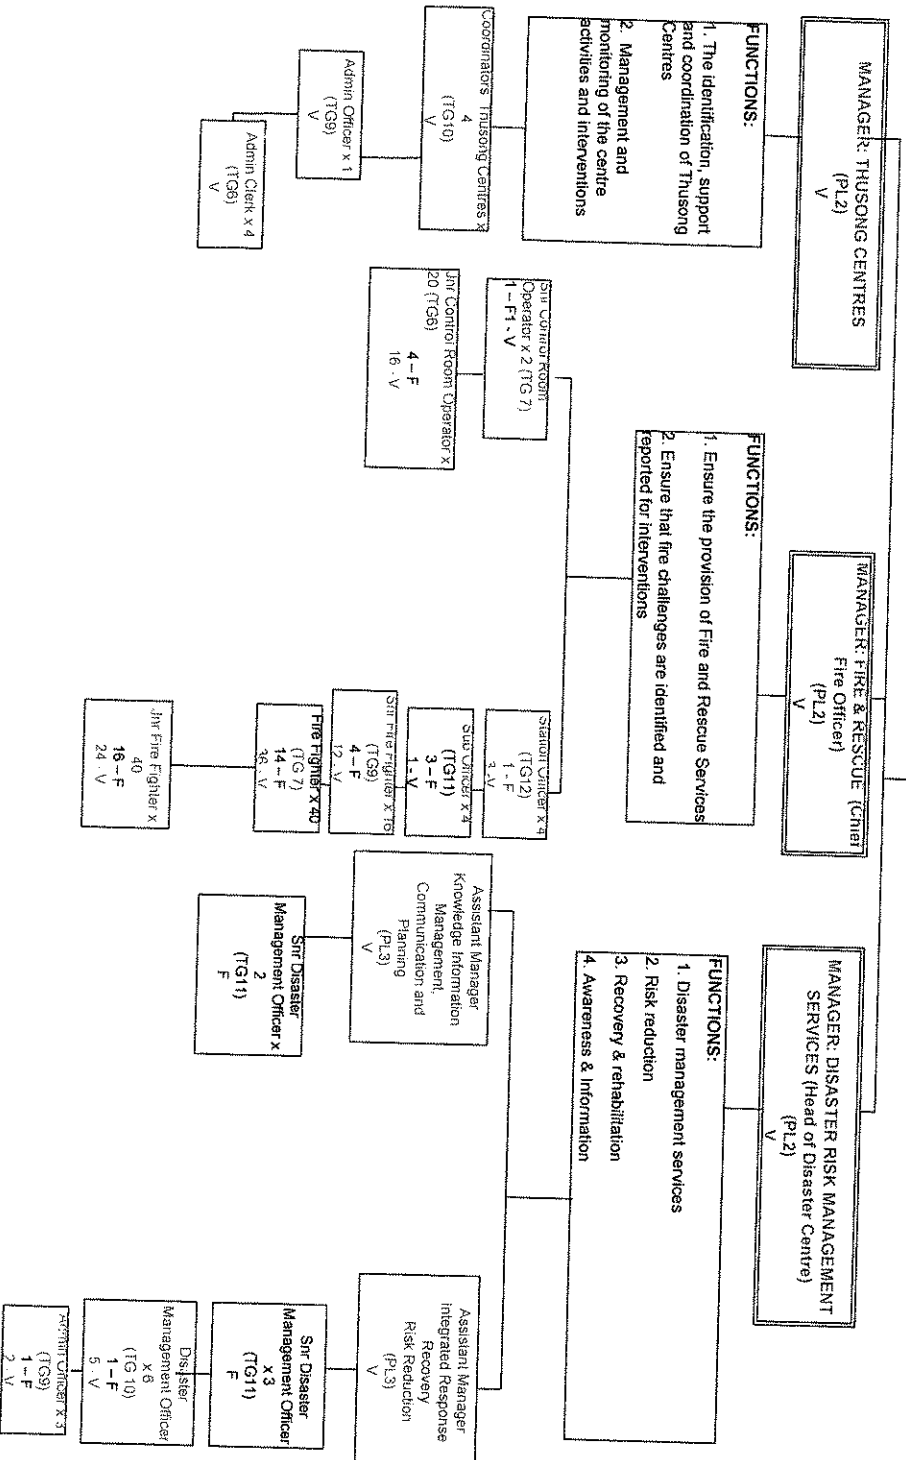 MANAGER: THUSONG CENTRES
(PL2)
V
FUNCTIONS:
1. The identification, support
and coordination of Thusong
Centres
2. Management and
monitoring of the centre
activities and interventions
Coordinators Thusong Centres x
4
(TG10)
V
Admin Officer x 1
(TG9)
V
Admin Clerk x 4
(TG6)
V
MANAGER: FIRE & RESCUE (Chief
Fire Officer)
(PL2)
V
FUNCTIONS:
1. Ensure the provision of Fire and Rescue Services
2. Ensure that fire challenges are identified and
reported for interventions
Snr Control Room
Operator x 2 (TG 7)
1 – F1 - V
Jnr Control Room Operator x
20 (TG6)
4 – F
16 - V
Station Officer x 4
(TG12)
1 - F
3 -V
Sub Officer x 4
(TG11)
3 – F
1 - V
Snr Fire Fighter x 16
(TG9)
4 – F
12 - V
Fire Fighter x 40
(TG 7)
14 – F
36 - V
Jnr Fire Fighter x
40
16 – F
24 - V
MANAGER: DISASTER RISK MANAGEMENT
SERVICES (Head of Disaster Centre)
(PL2)
V
FUNCTIONS:
1. Disaster management services
2. Risk reduction
3. Recovery & rehabilitation
4. Awareness & Information
Assistant Manager
Knowledge Information
Management,
Communication and
Planning
(PL3)
V
Snr Disaster
Management Officer x
2
(TG11)
F
Assistant Manager
integrated Response
Recovery
Risk Reduction
(PL3)
V
Snr Disaster
Management Officer
x 3
(TG11)
F
Disaster
Management Officer
x 6
(TG 10)
1 – F
5 - V
Admin Officer x 3
(TG9)
1 – F
2 - V